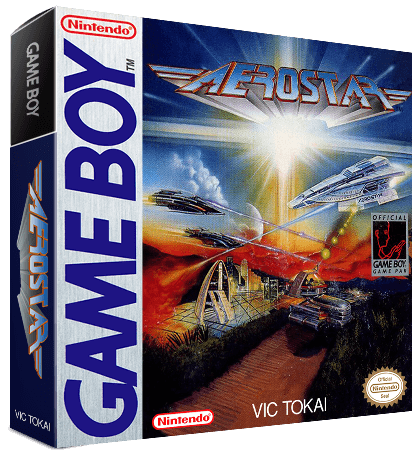 Nintendo
GAME BOY
GAME BOY™
AEROSTAR
AEROSTAR
AEROSTAR
OFFICIAL
GAME BOY
GAME PAK
Nintendo
VIC TOKAI
VIC TOKAI
Official
Nintendo
Seal